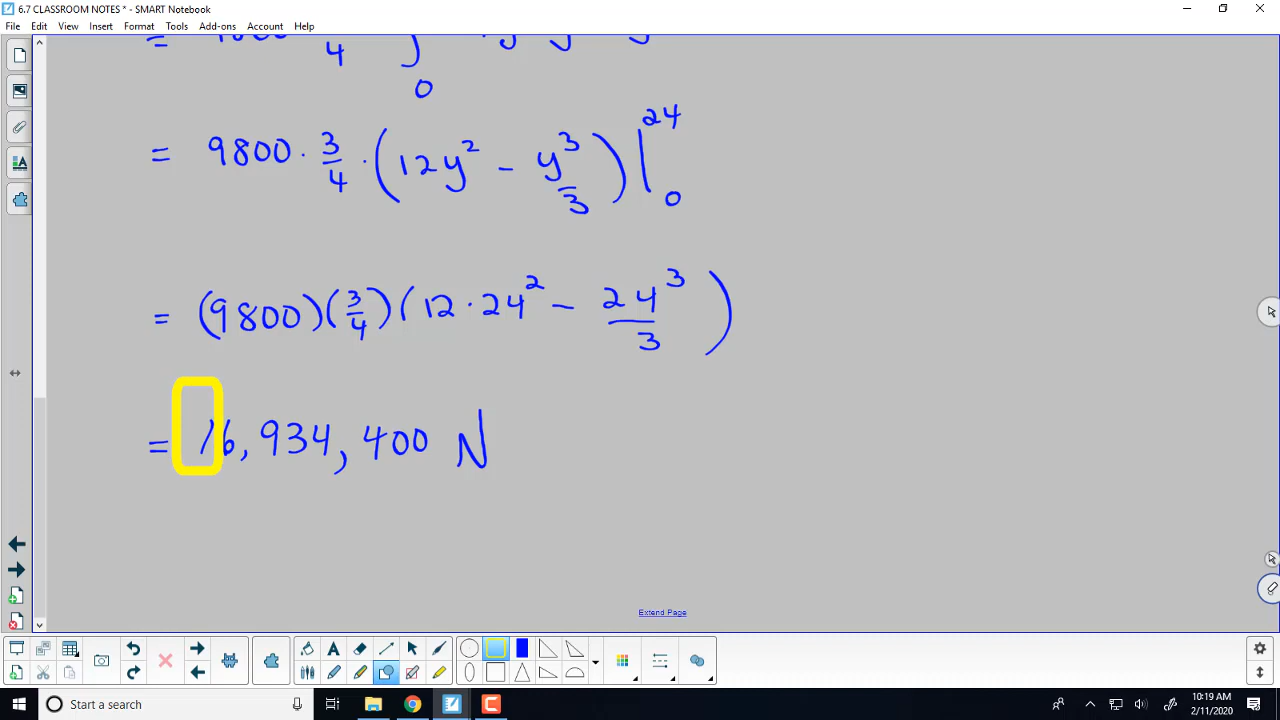 6.7 CLASSROOM NOTES * - SMART Notebook
File Edit View Insert Format Tools Add-ons Account Help
4 0
= 9800 · 3/4 · (12y² - y³/3) |₀²⁴
= (9800)(3/4)(12·24² - 24³/3)
= 16,934,400 N
Extend Page
Start a search
10:19 AM
2/11/2020